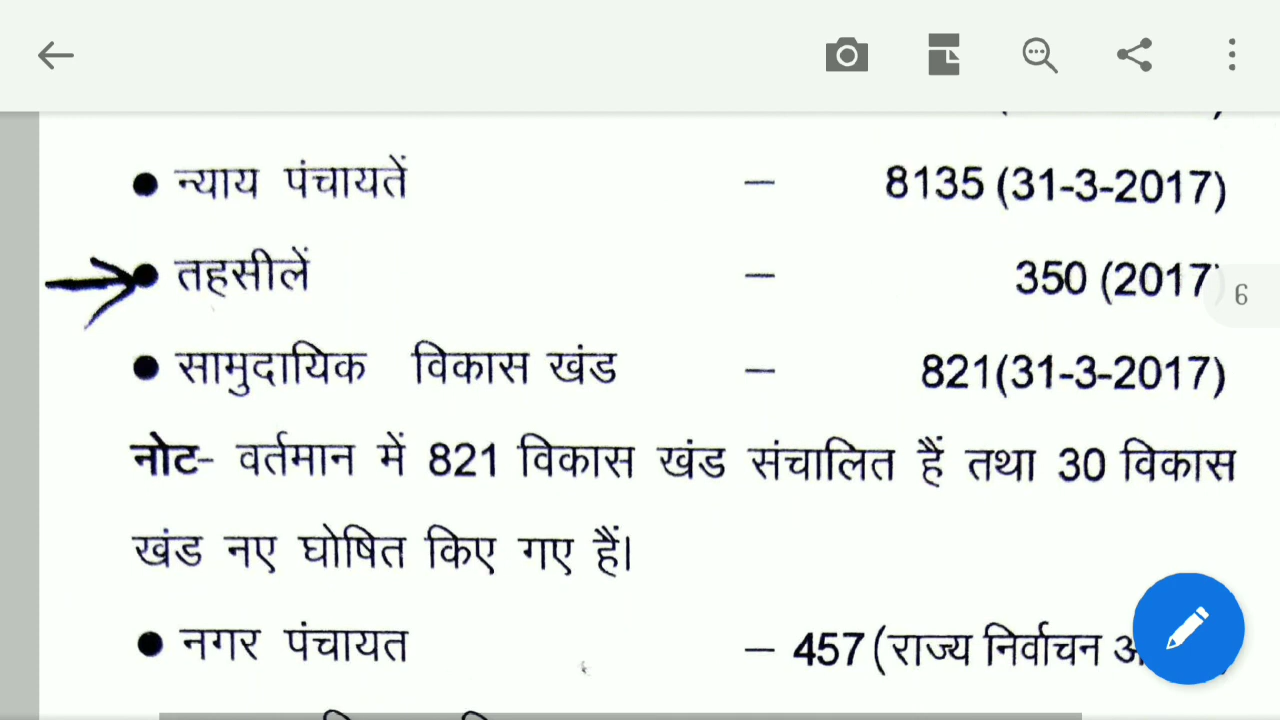 ● न्याय पंचायतें – 8135 (31-3-2017)
● तहसीलें – 350 (2017)
6
● सामुदायिक विकास खंड – 821(31-3-2017)
नोट- वर्तमान में 821 विकास खंड संचालित हैं तथा 30 विकास
खंड नए घोषित किए गए हैं।
● नगर पंचायत – 457 (राज्य निर्वाचन